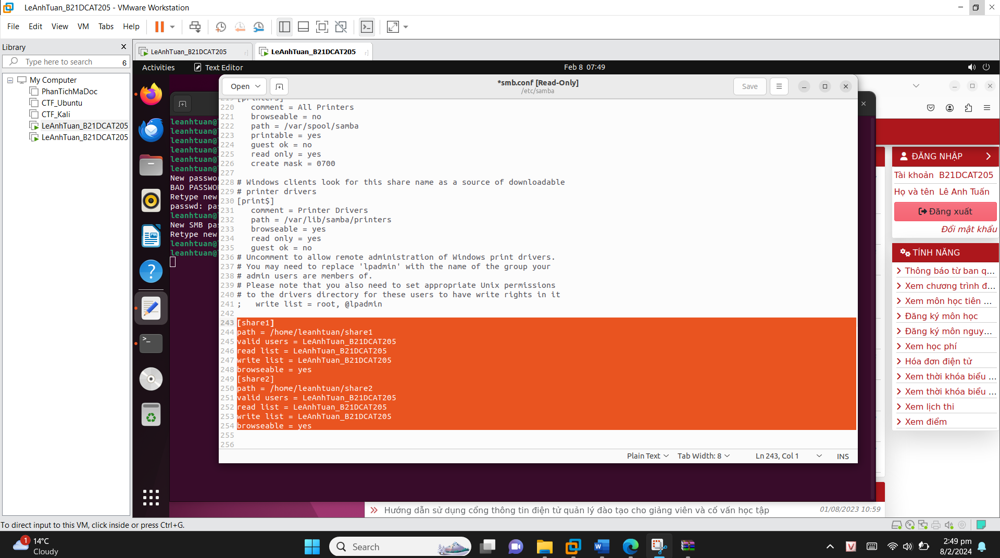 LeAnhTuan_B21DCAT205 - VMware Workstation
File Edit View VM Tabs Help
Library
Type here to search
6
My Computer
PhanTichMaDoc
CTF_Ubuntu
CTF_Kali
LeAnhTuan_B21DCAT205
LeAnhTuan_B21DCAT205
LeAnhTuan_B21DCAT205
LeAnhTuan_B21DCAT205
Activities Text Editor Feb 8 07:49
Open
*smb.conf [Read-Only]
/etc/samba
Save
leanhtuan@
leanhtuan@
leanhtuan@
leanhtuan@
leanhtuan@
leanhtuan@
New passwo
BAD PASSWO
Retype new
passwd: pas
leanhtuan@
New SMB pas
Retype new
leanhtuan@
leanhtuan@
219 [printers]
220 comment = All Printers
221 browseable = no
222 path = /var/spool/samba
223 printable = yes
224 guest ok = no
225 read only = yes
226 create mask = 0700
227
228 # Windows clients look for this share name as a source of downloadable
229 # printer drivers
230 [print$]
231 comment = Printer Drivers
232 path = /var/lib/samba/printers
233 browseable = yes
234 read only = yes
235 guest ok = no
236 # Uncomment to allow remote administration of Windows print drivers.
237 # You may need to replace 'lpadmin' with the name of the group your
238 # admin users are members of.
239 # Please note that you also need to set appropriate Unix permissions
240 # to the drivers directory for these users to have write rights in it
241 ; write list = root, @lpadmin
242
243 [share1]
244 path = /home/leanhtuan/share1
245 valid users = LeAnhTuan_B21DCAT205
246 read list = LeAnhTuan_B21DCAT205
247 write list = LeAnhTuan_B21DCAT205
248 browseable = yes
249 [share2]
250 path = /home/leanhtuan/share2
251 valid users = LeAnhTuan_B21DCAT205
252 read list = LeAnhTuan_B21DCAT205
253 write list = LeAnhTuan_B21DCAT205
254 browseable = yes
255
256
Plain Text Tab Width: 8 Ln 243, Col 1 INS
ĐĂNG NHẬP
Tài khoản B21DCAT205
Họ và tên Lê Anh Tuấn
Đăng xuất
Đổi mật khẩu
TÍNH NĂNG
Thông báo từ ban q...
Xem chương trình đ...
Xem môn học tiên ...
Đăng ký môn học
Đăng ký môn nguy...
Xem học phí
Hóa đơn điện tử
Xem thời khóa biểu ...
Xem thời khóa biểu ...
Xem lịch thi
Xem điểm
Hướng dẫn sử dụng cổng thông tin điện tử quản lý đào tạo cho giảng viên và cố vấn học tập 01/08/2023 10:59
To direct input to this VM, click inside or press Ctrl+G.
1
14°C
Cloudy
Search
2:49 pm
8/2/2024